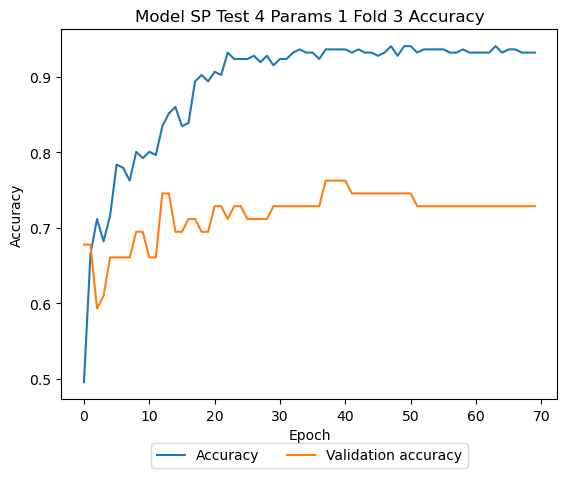 Model SP Test 4 Params 1 Fold 3 Accuracy
0.9
0.8
0.7
0.6
0.5
Accuracy
0 10 20 30 40 50 60 70
Epoch
Accuracy Validation accuracy